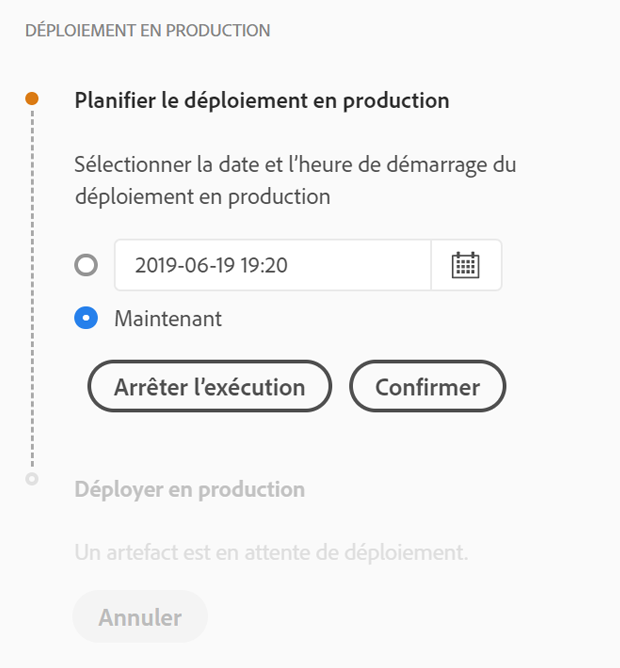 DÉPLOIEMENT EN PRODUCTION
Planifier le déploiement en production
Sélectionner la date et l’heure de démarrage du
déploiement en production
2019-06-19 19:20
Maintenant
Arrêter l’exécution Confirmer
Déployer en production
Un artefact est en attente de déploiement.
Annuler